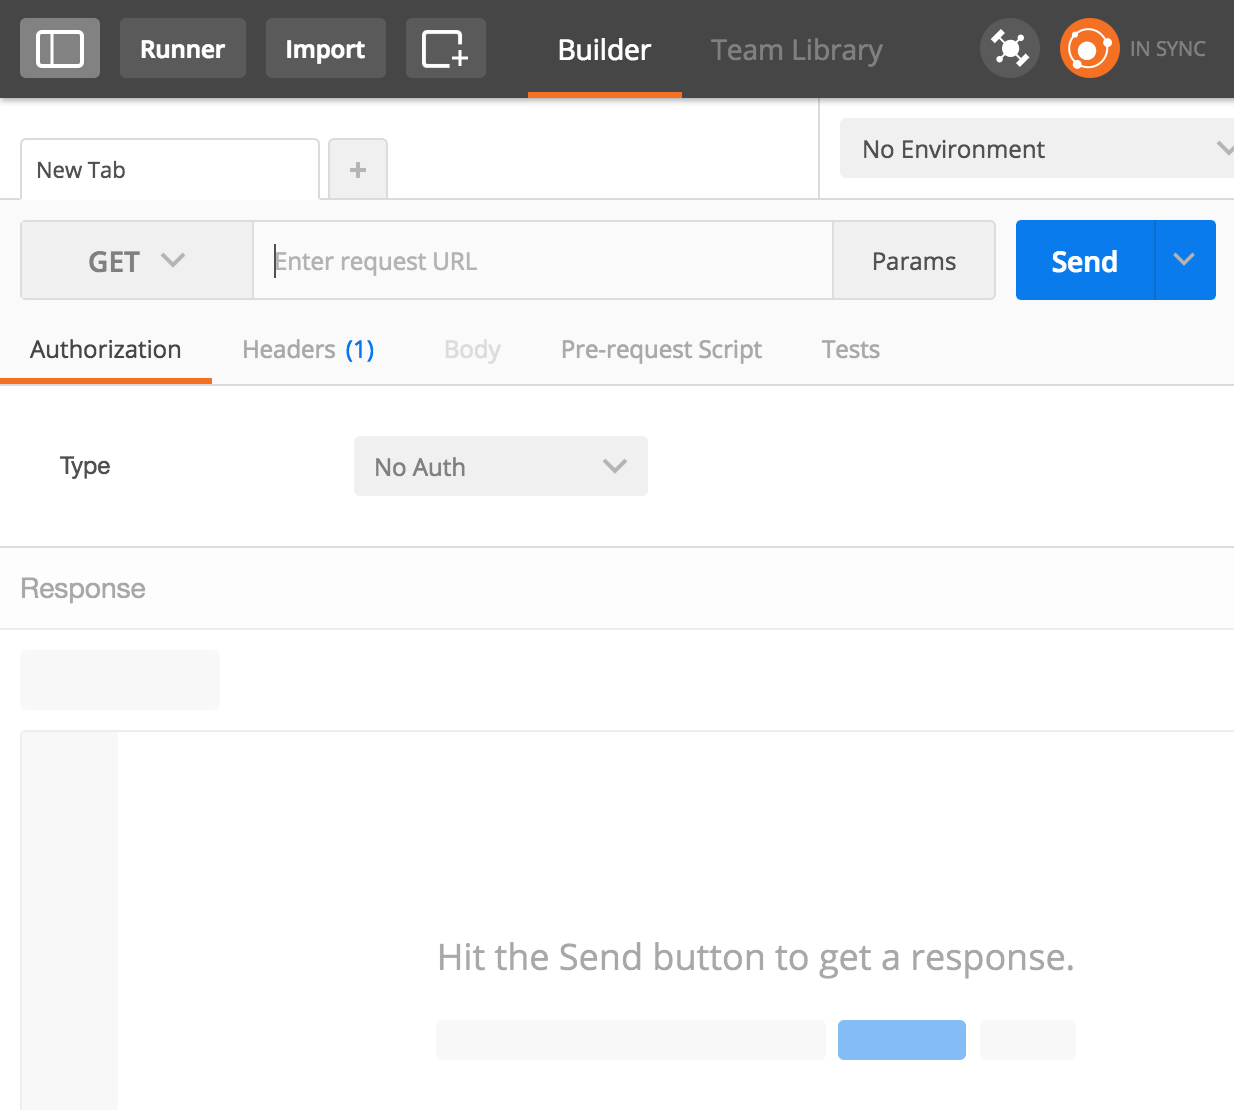 Runner Import Builder Team Library IN SYNC
New Tab + No Environment
GET Enter request URL Params Send
Authorization Headers (1) Body Pre-request Script Tests
Type No Auth
Response
Hit the Send button to get a response.